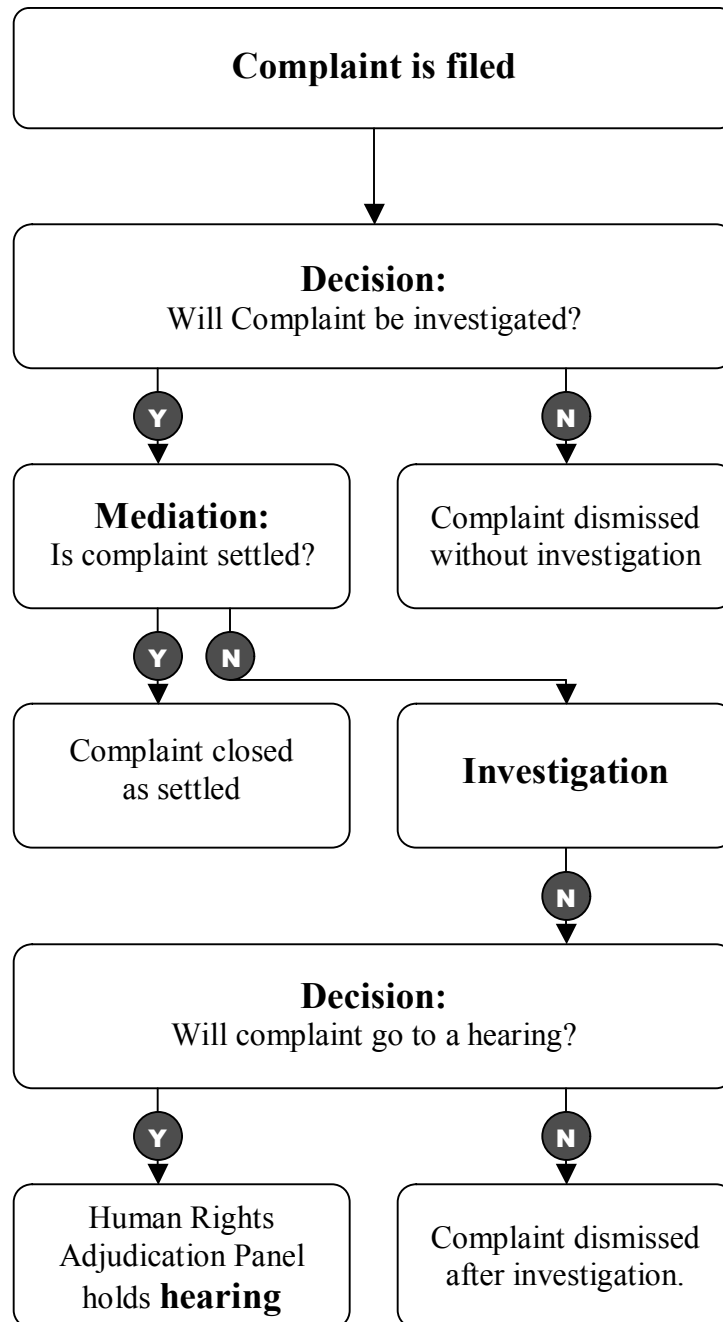 Complaint is filed
Decision:
Will Complaint be investigated?
Y
N
Mediation:
Is complaint settled?
Complaint dismissed
without investigation
Y
N
Complaint closed
as settled
Investigation
N
Decision:
Will complaint go to a hearing?
Y
N
Human Rights
Adjudication Panel
holds hearing
Complaint dismissed
after investigation.